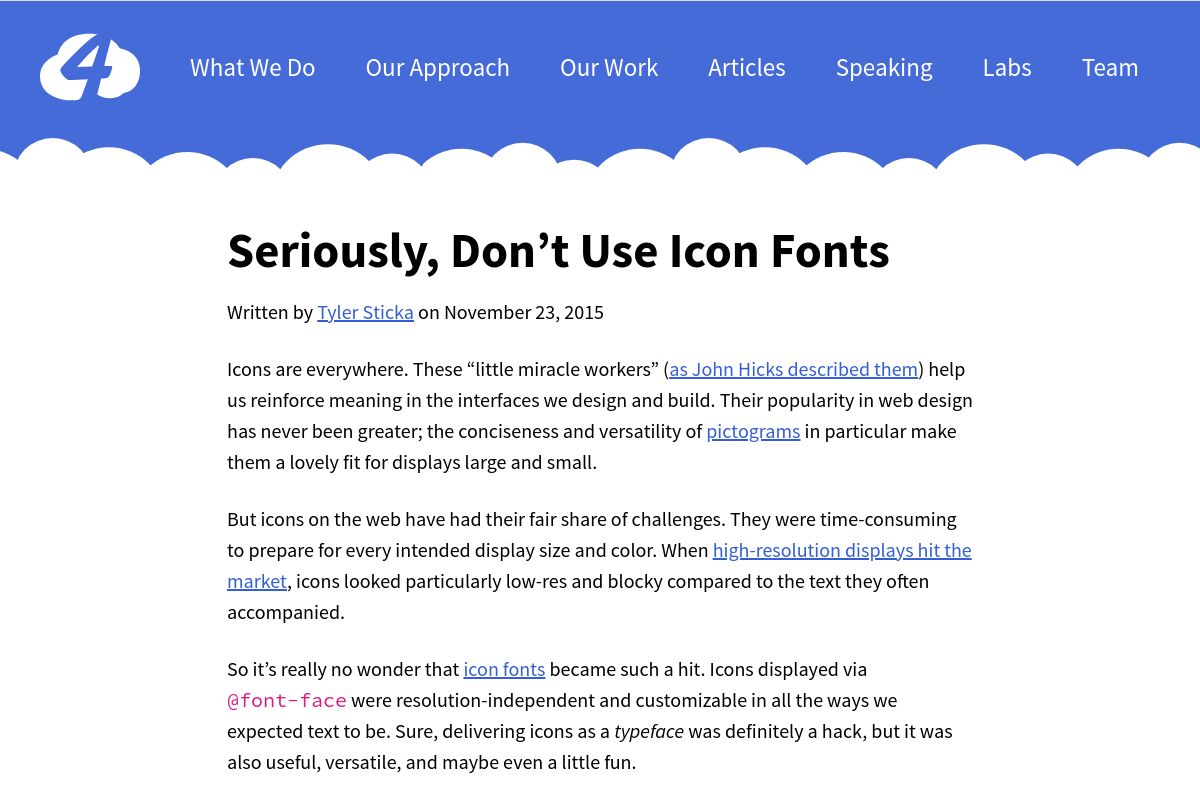 4
What We Do
Our Approach
Our Work
Articles
Speaking
Labs
Team
Seriously, Don’t Use Icon Fonts
Written by Tyler Sticka on November 23, 2015
Icons are everywhere. These “little miracle workers” (as John Hicks described them) help
us reinforce meaning in the interfaces we design and build. Their popularity in web design
has never been greater; the conciseness and versatility of pictograms in particular make
them a lovely fit for displays large and small.
But icons on the web have had their fair share of challenges. They were time-consuming
to prepare for every intended display size and color. When high-resolution displays hit the
market, icons looked particularly low-res and blocky compared to the text they often
accompanied.
So it’s really no wonder that icon fonts became such a hit. Icons displayed via
@font-face were resolution-independent and customizable in all the ways we
expected text to be. Sure, delivering icons as a typeface was definitely a hack, but it was
also useful, versatile, and maybe even a little fun.